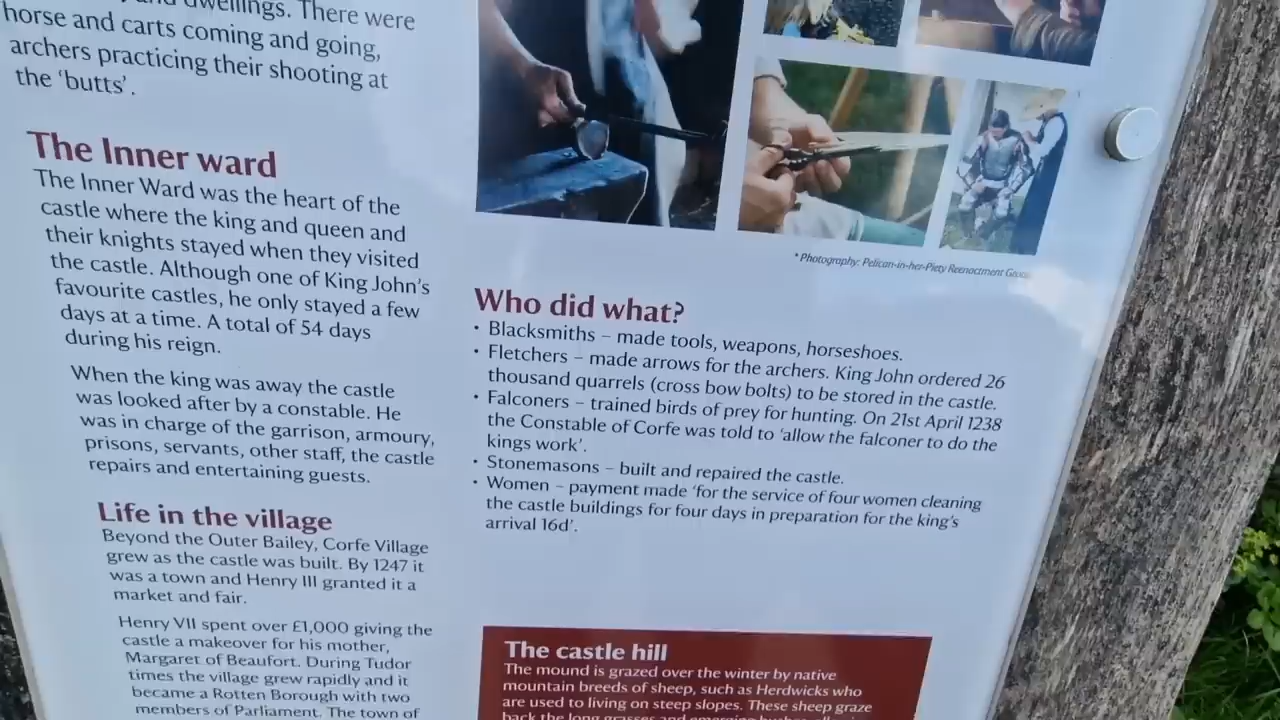 dwellings. There were
horse and carts coming and going,
archers practicing their shooting at
the 'butts'.
The Inner ward
The Inner Ward was the heart of the
castle where the king and queen and
their knights stayed when they visited
the castle. Although one of King John's
favourite castles, he only stayed a few
days at a time. A total of 54 days
during his reign.
When the king was away the castle
was looked after by a constable. He
was in charge of the garrison, armoury,
prisons, servants, other staff, the castle
repairs and entertaining guests.
Life in the village
Beyond the Outer Bailey, Corfe Village
grew as the castle was built. By 1247 it
was a town and Henry III granted it a
market and fair.
Henry VII spent over £1,000 giving the
castle a makeover for his mother,
Margaret of Beaufort. During Tudor
times the village grew rapidly and it
became a Rotten Borough with two
members of Parliament. The town of
* Photography: Pelican-in-her-Piety Reenactment Group
Who did what?
• Blacksmiths – made tools, weapons, horseshoes.
• Fletchers – made arrows for the archers. King John ordered 26
thousand quarrels (cross bow bolts) to be stored in the castle.
• Falconers – trained birds of prey for hunting. On 21st April 1238
the Constable of Corfe was told to 'allow the falconer to do the
kings work'.
• Stonemasons – built and repaired the castle.
• Women – payment made 'for the service of four women cleaning
the castle buildings for four days in preparation for the king's
arrival 16d'.
The castle hill
The mound is grazed over the winter by native
mountain breeds of sheep, such as Herdwicks who
are used to living on steep slopes. These sheep graze
back the long grasses and emerging